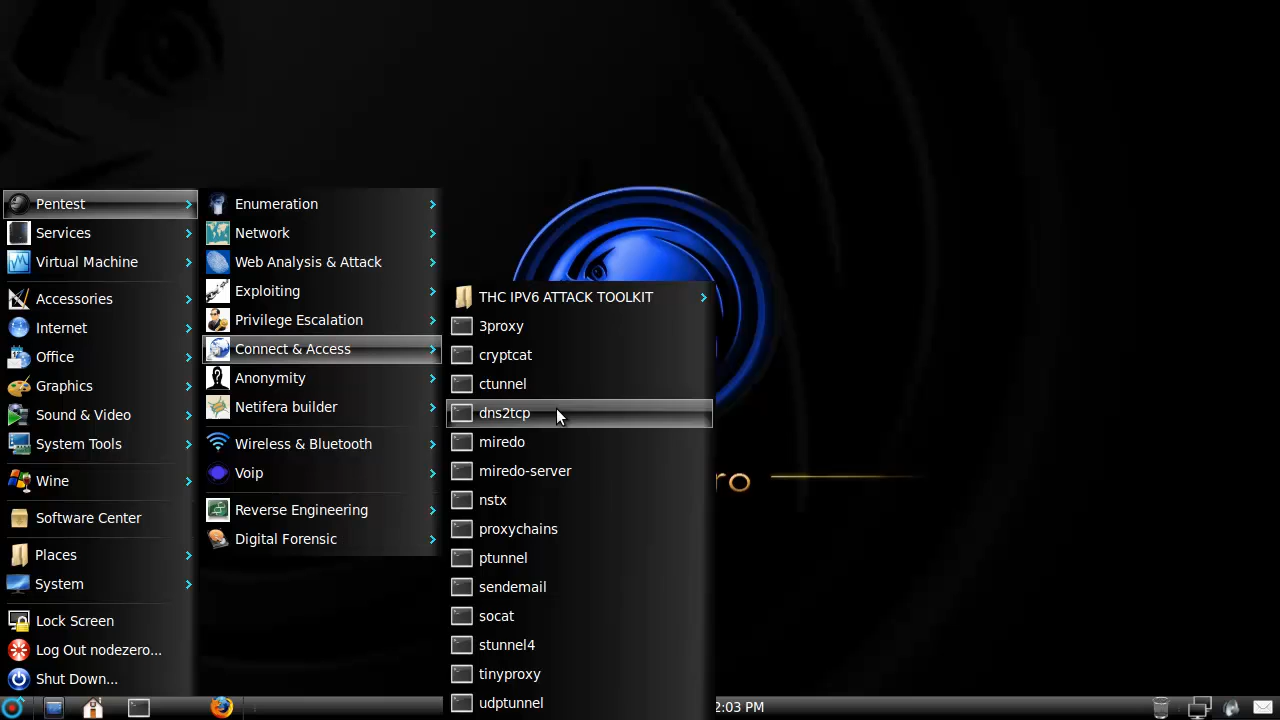 Pentest
Services
Virtual Machine
Accessories
Internet
Office
Graphics
Sound & Video
System Tools
Wine
Software Center
Places
System
Lock Screen
Log Out nodezero...
Shut Down...
Enumeration
Network
Web Analysis & Attack
Exploiting
Privilege Escalation
Connect & Access
Anonymity
Netifera builder
Wireless & Bluetooth
Voip
Reverse Engineering
Digital Forensic
THC IPV6 ATTACK TOOLKIT
3proxy
cryptcat
ctunnel
dns2tcp
miredo
miredo-server
nstx
proxychains
ptunnel
sendemail
socat
stunnel4
tinyproxy
udptunnel
ro
2:03 PM